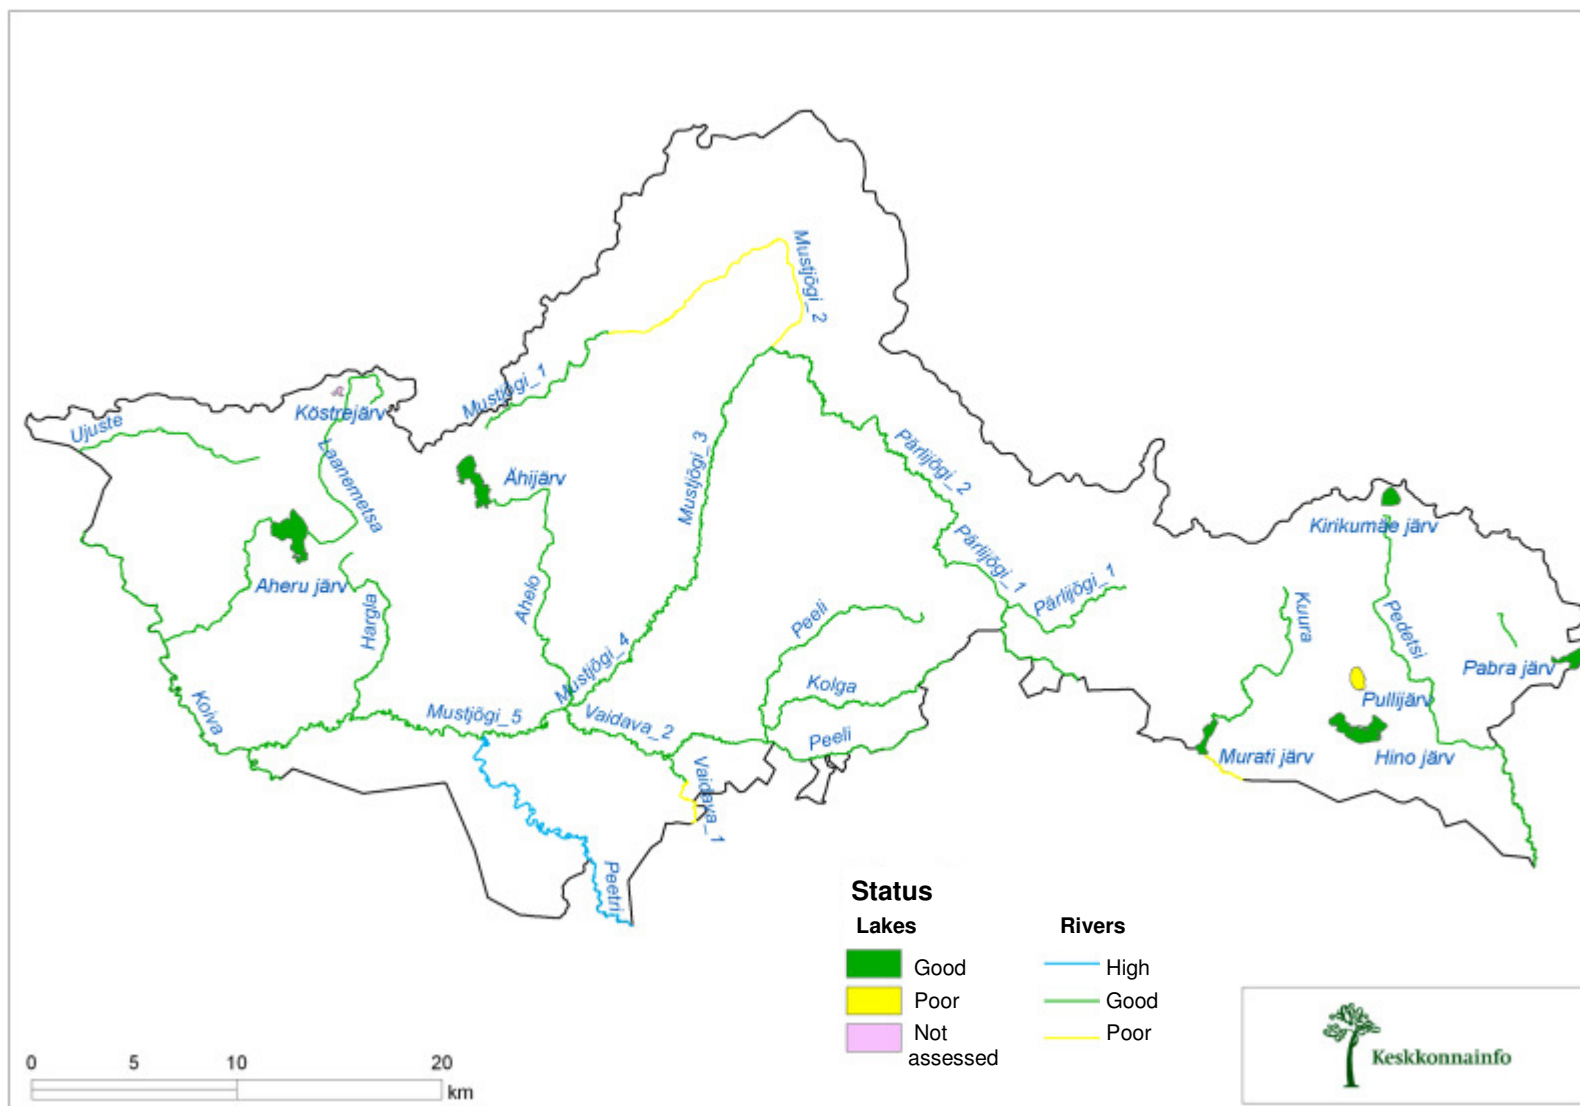 Mustjõgi_2
Mustjõgi_1
Köstrejärv
Ujuste
Laanemetsa
Mustjõgi_3
Pärlijõgi_2
Ähijärv
Kirikumäe järv
Aheru järv
Hargla
Ahelo
Pärlijõgi_1
Pärlijõgi_1
Peeli
Kuura
Pedetsi
Pabra järv
Mustjõgi_4
Kolga
Pullijärv
Koiva
Mustjõgi_5
Vaidava_2
Peeli
Murati järv
Hino järv
Vaidava_1
Peetri
Status
Lakes
Rivers
Good
High
Poor
Good
Not
assessed
Poor
0 5 10 20
km
Keskkonnainfo